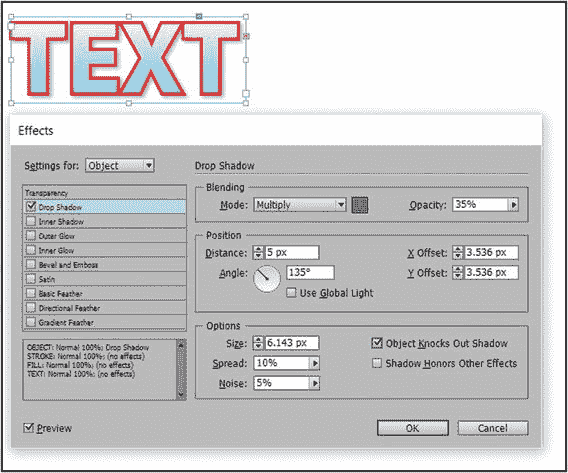 TEXT
Effects
Settings for: Object
Transparency
Drop Shadow
Inner Shadow
Outer Glow
Inner Glow
Bevel and Emboss
Satin
Basic Feather
Directional Feather
Gradient Feather
OBJECT: Normal 100%; Drop Shadow
STROKE: Normal 100%; (no effects)
FILL: Normal 100%; (no effects)
TEXT: Normal 100%; (no effects)
Preview
Drop Shadow
Blending
Mode: Multiply Opacity: 35%
Position
Distance: 5 px X Offset: 3.536 px
Angle: 135° Y Offset: 3.536 px
Use Global Light
Options
Size: 6.143 px Object Knocks Out Shadow
Spread: 10% Shadow Honors Other Effects
Noise: 5%
OK Cancel